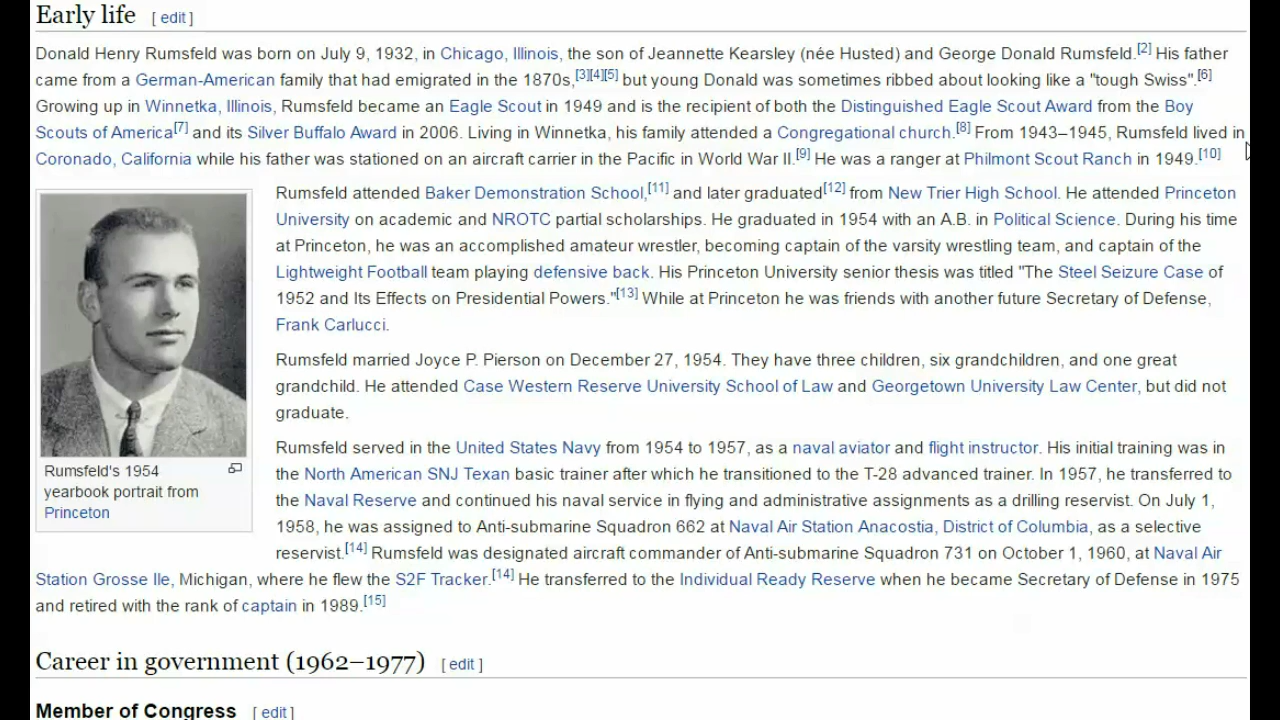 Early life [ edit ]
Donald Henry Rumsfeld was born on July 9, 1932, in Chicago, Illinois, the son of Jeannette Kearsley (née Husted) and George Donald Rumsfeld.[2] His father
came from a German-American family that had emigrated in the 1870s,[3][4][5] but young Donald was sometimes ribbed about looking like a "tough Swiss".[6]
Growing up in Winnetka, Illinois, Rumsfeld became an Eagle Scout in 1949 and is the recipient of both the Distinguished Eagle Scout Award from the Boy
Scouts of America[7] and its Silver Buffalo Award in 2006. Living in Winnetka, his family attended a Congregational church.[8] From 1943–1945, Rumsfeld lived in
Coronado, California while his father was stationed on an aircraft carrier in the Pacific in World War II.[9] He was a ranger at Philmont Scout Ranch in 1949.[10]
Rumsfeld attended Baker Demonstration School,[11] and later graduated[12] from New Trier High School. He attended Princeton
University on academic and NROTC partial scholarships. He graduated in 1954 with an A.B. in Political Science. During his time
at Princeton, he was an accomplished amateur wrestler, becoming captain of the varsity wrestling team, and captain of the
Lightweight Football team playing defensive back. His Princeton University senior thesis was titled "The Steel Seizure Case of
1952 and Its Effects on Presidential Powers."[13] While at Princeton he was friends with another future Secretary of Defense,
Frank Carlucci.
Rumsfeld married Joyce P. Pierson on December 27, 1954. They have three children, six grandchildren, and one great
grandchild. He attended Case Western Reserve University School of Law and Georgetown University Law Center, but did not
graduate.
Rumsfeld's 1954
yearbook portrait from
Princeton
Rumsfeld served in the United States Navy from 1954 to 1957, as a naval aviator and flight instructor. His initial training was in
the North American SNJ Texan basic trainer after which he transitioned to the T-28 advanced trainer. In 1957, he transferred to
the Naval Reserve and continued his naval service in flying and administrative assignments as a drilling reservist. On July 1,
1958, he was assigned to Anti-submarine Squadron 662 at Naval Air Station Anacostia, District of Columbia, as a selective
reservist.[14] Rumsfeld was designated aircraft commander of Anti-submarine Squadron 731 on October 1, 1960, at Naval Air
Station Grosse Ile, Michigan, where he flew the S2F Tracker.[14] He transferred to the Individual Ready Reserve when he became Secretary of Defense in 1975
and retired with the rank of captain in 1989.[15]
Career in government (1962–1977) [ edit ]
Member of Congress [ edit ]